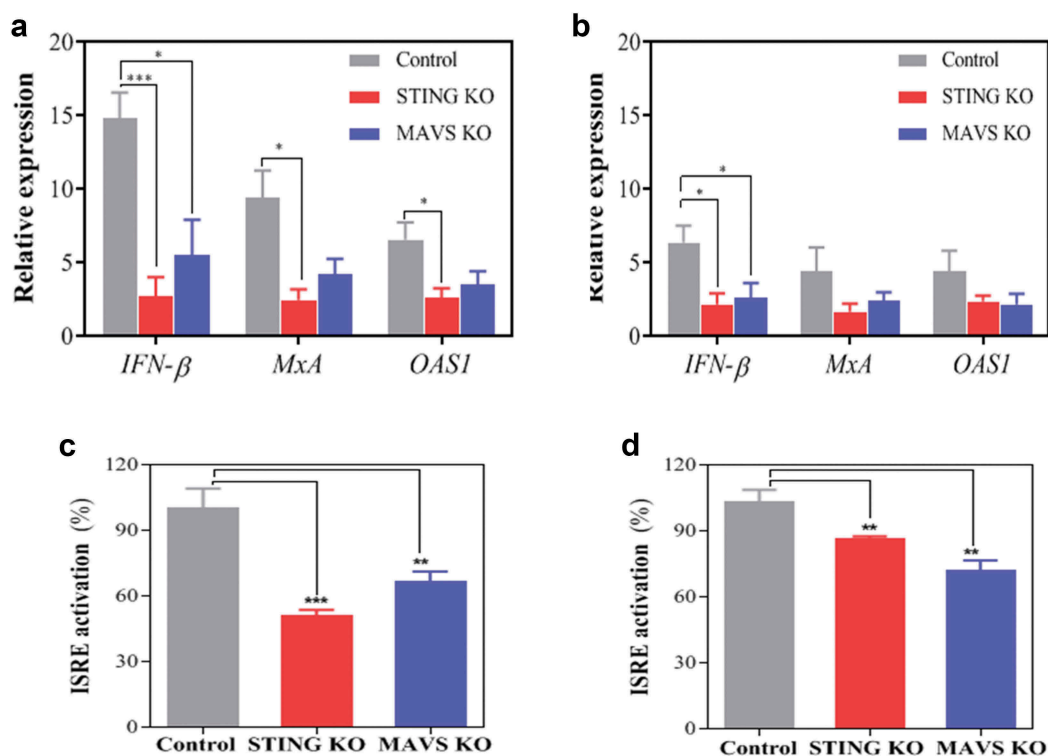 a
20
15
10
5
0
Relative expression
Control
STING KO
MAVS KO
*
***
*
*
IFN-β
MxA
OAS1
b
20
15
10
5
0
Relative expression
Control
STING KO
MAVS KO
*
*
IFN-β
MxA
OAS1
c
120
90
60
30
0
ISRE activation (%)
***
**
Control STING KO MAVS KO
d
120
90
60
30
0
ISRE activation (%)
**
**
Control STING KO MAVS KO